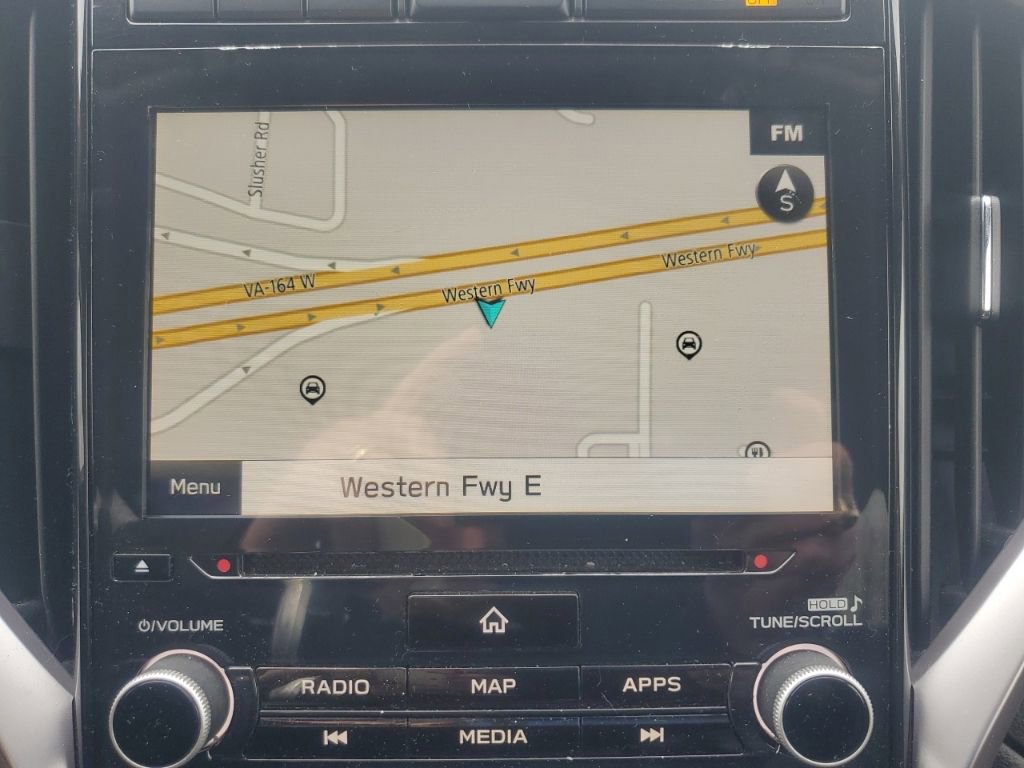 OFF
FM
Slusher Rd
S
Western Fwy
VA-164 W
Western Fwy
Menu
Western Fwy E
VOLUME
HOLD
TUNE/SCROLL
RADIO
MAP
APPS
MEDIA